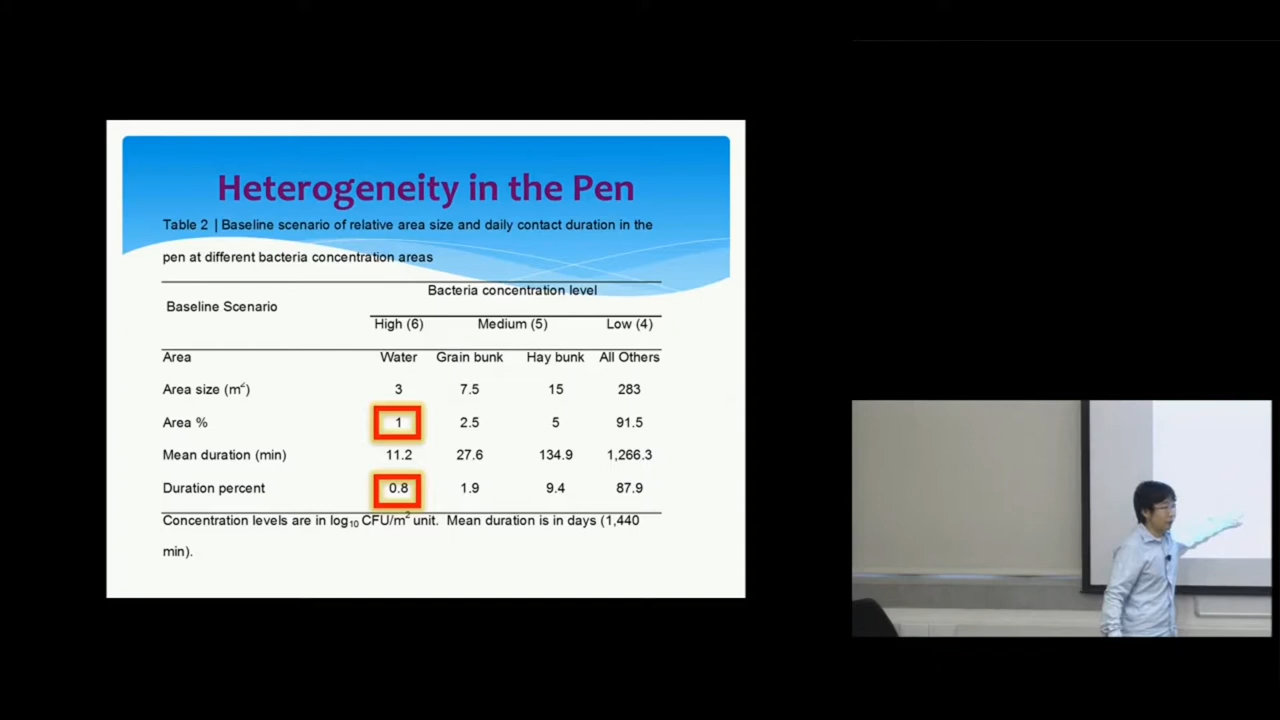 Heterogeneity in the Pen
Table 2 | Baseline scenario of relative area size and daily contact duration in the
pen at different bacteria concentration areas
Bacteria concentration level
Baseline Scenario
High (6) Medium (5) Low (4)
Area Water Grain bunk Hay bunk All Others
Area size (m²) 3 7.5 15 283
Area % 1 2.5 5 91.5
Mean duration (min) 11.2 27.6 134.9 1,266.3
Duration percent 0.8 1.9 9.4 87.9
Concentration levels are in log₁₀ CFU/m² unit. Mean duration is in days (1,440
min).